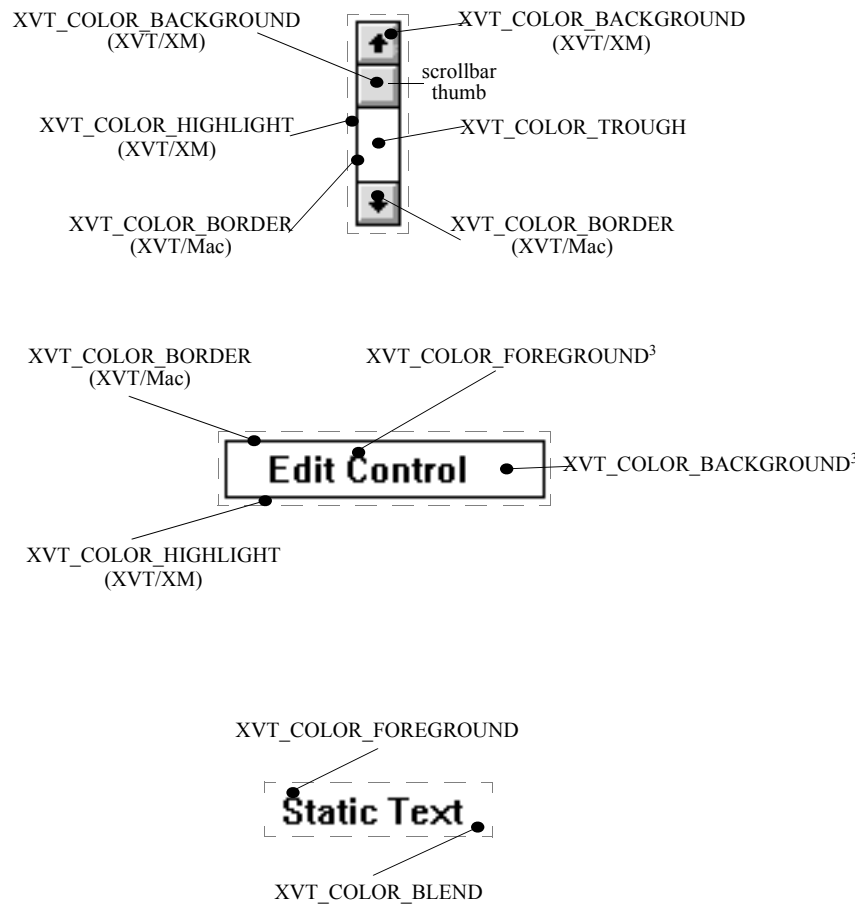 XVT_COLOR_BACKGROUND
(XVT/XM)
XVT_COLOR_BACKGROUND
(XVT/XM)
scrollbar
thumb
XVT_COLOR_HIGHLIGHT
(XVT/XM)
XVT_COLOR_TROUGH
XVT_COLOR_BORDER
(XVT/Mac)
XVT_COLOR_BORDER
(XVT/Mac)
XVT_COLOR_BORDER
(XVT/Mac)
XVT_COLOR_FOREGROUND³
Edit Control
XVT_COLOR_BACKGROUND³
XVT_COLOR_HIGHLIGHT
(XVT/XM)
XVT_COLOR_FOREGROUND
Static Text
XVT_COLOR_BLEND